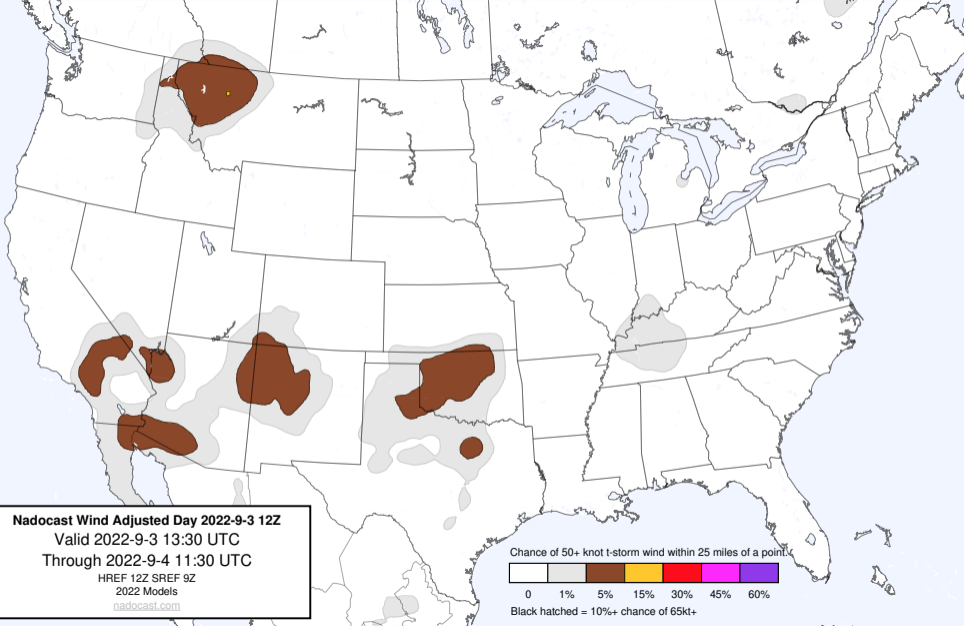 Nadocast Wind Adjusted Day 2022-9-3 12Z
Valid 2022-9-3 13:30 UTC
Through 2022-9-4 11:30 UTC
HREF 12Z SREF 9Z
2022 Models
nadocast.com
Chance of 50+ knot t-storm wind within 25 miles of a point.
0 1% 5% 15% 30% 45% 60%
Black hatched = 10%+ chance of 65kt+